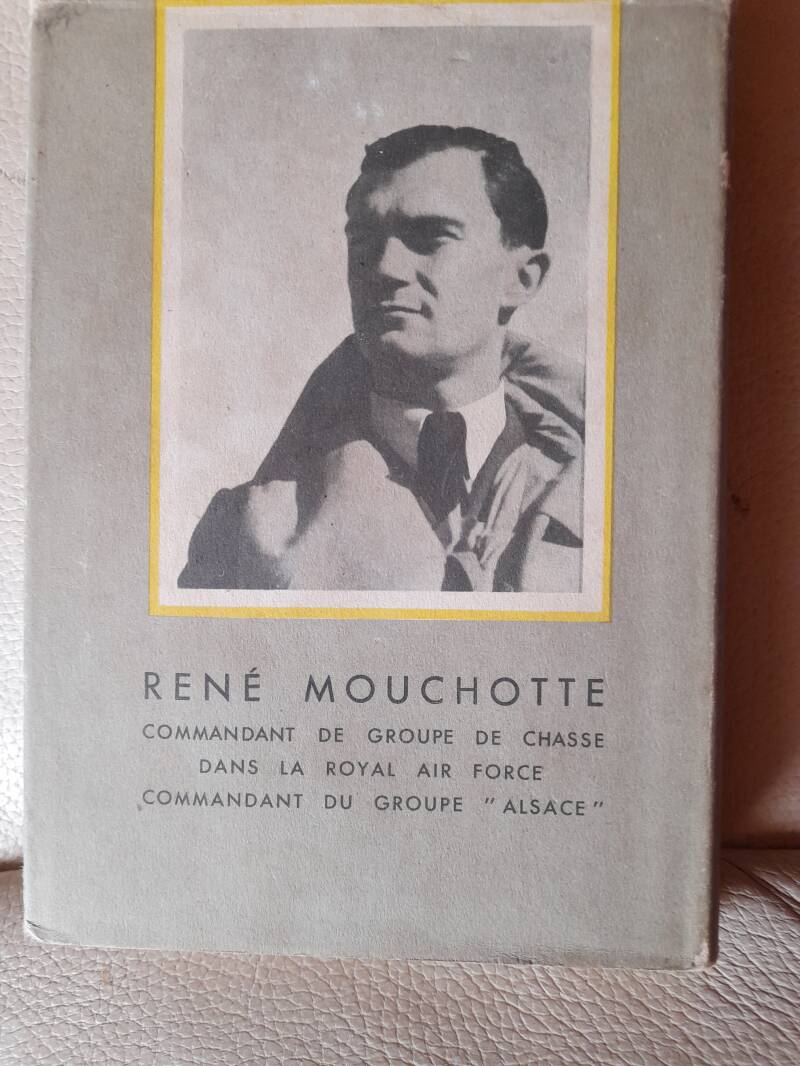 RENÉ MOUCHOTTE
COMMANDANT DE GROUPE DE CHASSE
DANS LA ROYAL AIR FORCE
COMMANDANT DU GROUPE "ALSACE"